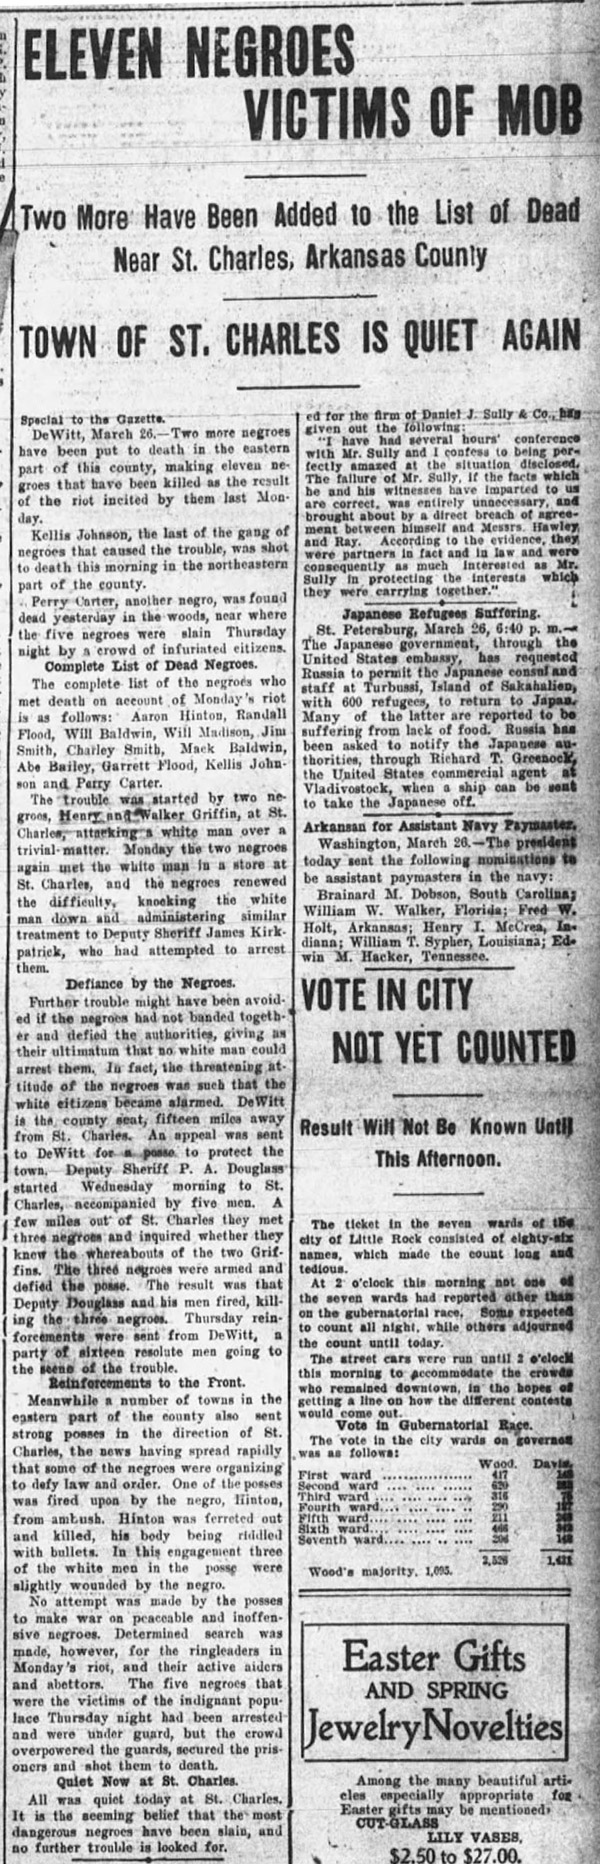 ELEVEN NEGROES
VICTIMS OF MOB
Two More Have Been Added to the List of Dead
Near St. Charles, Arkansas County
TOWN OF ST. CHARLES IS QUIET AGAIN
Special to the Gazette.
DeWitt, March 26.—Two more negroes
have been put to death in the eastern
part of this county, making eleven ne-
groes that have been killed as the result
of the riot incited by them last Mon-
day.
Kellis Johnson, the last of the gang of
negroes that caused the trouble, was shot
to death this morning in the northeastern
part of the county.
Perry Carter, another negro, was found
dead yesterday in the woods, near where
the five negroes were slain Thursday
night by a crowd of infuriated citizens.
Complete List of Dead Negroes.
The complete list of the negroes who
met death on account of Monday's riot
is as follows: Aaron Hinton, Randall
Flood, Will Baldwin, Will Madison, Jim
Smith, Charley Smith, Mack Baldwin,
Abe Bailey, Garrett Flood, Kellis John-
son and Perry Carter.
The trouble was started by two ne-
groes, Henry and Walker Griffin, at St.
Charles, attacking a white man over a
trivial matter. Monday the two negroes
again met the white man in a store at
St. Charles, and the negroes renewed
the difficulty, knocking the white
man down and administering similar
treatment to Deputy Sheriff James Kirk-
patrick, who had attempted to arrest
them.
Defiance by the Negroes.
Further trouble might have been avoid-
ed if the negroes had not banded togeth-
er and defied the authorities, giving as
their ultimatum that no white man could
arrest them. In fact, the threatening at-
titude of the negroes was such that the
white citizens became alarmed. DeWitt
is the county seat, fifteen miles away
from St. Charles. An appeal was sent
to DeWitt for a posse to protect the
town. Deputy Sheriff P. A. Douglass
started Wednesday morning to St.
Charles, accompanied by five men. A
few miles out of St. Charles they met
three negroes and inquired whether they
knew the whereabouts of the two Grif-
fins. The three negroes were armed and
defied the posse. The result was that
Deputy Douglass and his men fired, kill-
ing the three negroes. Thursday rein-
forcements were sent from DeWitt, a
party of sixteen resolute men going to
the scene of the trouble.
Reinforcements to the Front.
Meanwhile a number of towns in the
eastern part of the county also sent
strong posses in the direction of St.
Charles, the news having spread rapidly
that some of the negroes were organizing
to defy law and order. One of the posses
was fired upon by the negro, Hinton,
from ambush. Hinton was ferreted out
and killed, his body being riddled
with bullets. In this engagement three
of the white men in the posse were
slightly wounded by the negro.
No attempt was made by the posses
to make war on peaceable and inoffen-
sive negroes. Determined search was
made, however, for the ringleaders in
Monday's riot, and their active aiders
and abettors. The five negroes that
were the victims of the indignant popu-
lace Thursday night had been arrested
and were under guard, but the crowd
overpowered the guards, secured the pris-
oners and shot them to death.
Quiet Now at St. Charles.
All was quiet today at St. Charles.
It is the seeming belief that the most
dangerous negroes have been slain, and
no further trouble is looked for.
ed for the firm of Daniel J. Sully & Co., has
given out the following:
"I have had several hours' conference
with Mr. Sully and I confess to being per-
fectly amazed at the situation disclosed.
The failure of Mr. Sully, if the facts which
he and his witnesses have imparted to us
are correct, was entirely unnecessary, and
brought about by a direct breach of agree-
ment between himself and Messrs. Hawley
and Ray. According to the evidence, they
were partners in fact and in law and were
consequently as much interested as Mr.
Sully in protecting the interests which
they were carrying together."
Japanese Refugees Suffering.
St. Petersburg, March 26, 6:40 p. m.—
The Japanese government, through the
United States embassy, has requested
Russia to permit the Japanese consul and
staff at Turbussi, Island of Sakahalien,
with 600 refugees, to return to Japan.
Many of the latter are reported to be
suffering from lack of food. Russia has
been asked to notify the Japanese au-
thorities, through Richard T. Greenock,
the United States commercial agent at
Vladivostock, when a ship can be sent
to take the Japanese off.
Arkansan for Assistant Navy Paymaster.
Washington, March 26.—The president
today sent the following nominations to
be assistant paymasters in the navy:
Brainard M. Dobson, South Carolina;
William W. Walker, Florida; Fred W.
Holt, Arkansas; Henry I. McCrea, In-
diana; William T. Sypher, Louisiana; Ed-
win M. Hacker, Tennessee.
VOTE IN CITY
NOT YET COUNTED
Result Will Not Be Known Until
This Afternoon.
The ticket in the seven wards of the
city of Little Rock consisted of eighty-six
names, which made the count long and
tedious.
At 2 o'clock this morning not one of
the seven wards had reported other than
on the gubernatorial race. Some expected
to count all night, while others adjourned
the count until today.
The street cars were run until 2 o'clock
this morning to accommodate the crowds
who remained downtown, in the hopes of
getting a line on how the different contests
would come out.
Vote in Gubernatorial Race.
The vote in the city wards on governor
was as follows:
Wood. Davis.
First ward .................. 417
Second ward .... .... ...... 620
Third ward .... .... .... .... 316
Fourth ward.... .... .... .... 290
Fifth ward.... .... .... .... 211
Sixth ward.... .... .... .... 466
Seventh ward.... .... .. .... 206
2,526 1,431
Wood's majority, 1,095.
Easter Gifts
AND SPRING
Jewelry Novelties
Among the many beautiful arti-
cles especially appropriate for
Easter gifts may be mentioned:
CUT-GLASS
LILY VASES,
$2.50 to $27.00.